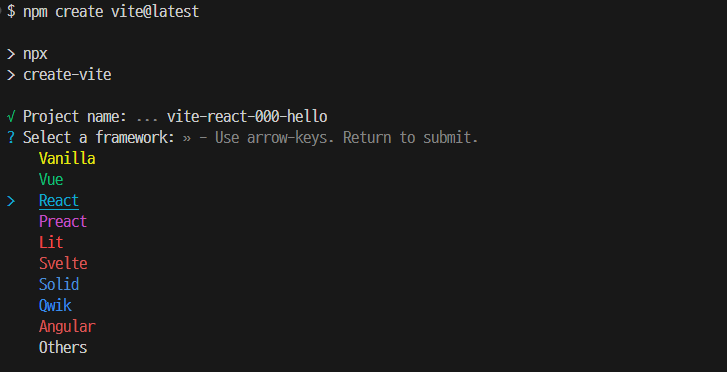 $ npm create vite@latest
> npx
> create-vite
√ Project name: ... vite-react-000-hello
? Select a framework: » - Use arrow-keys. Return to submit.
Vanilla
Vue
> React
Preact
Lit
Svelte
Solid
Qwik
Angular
Others